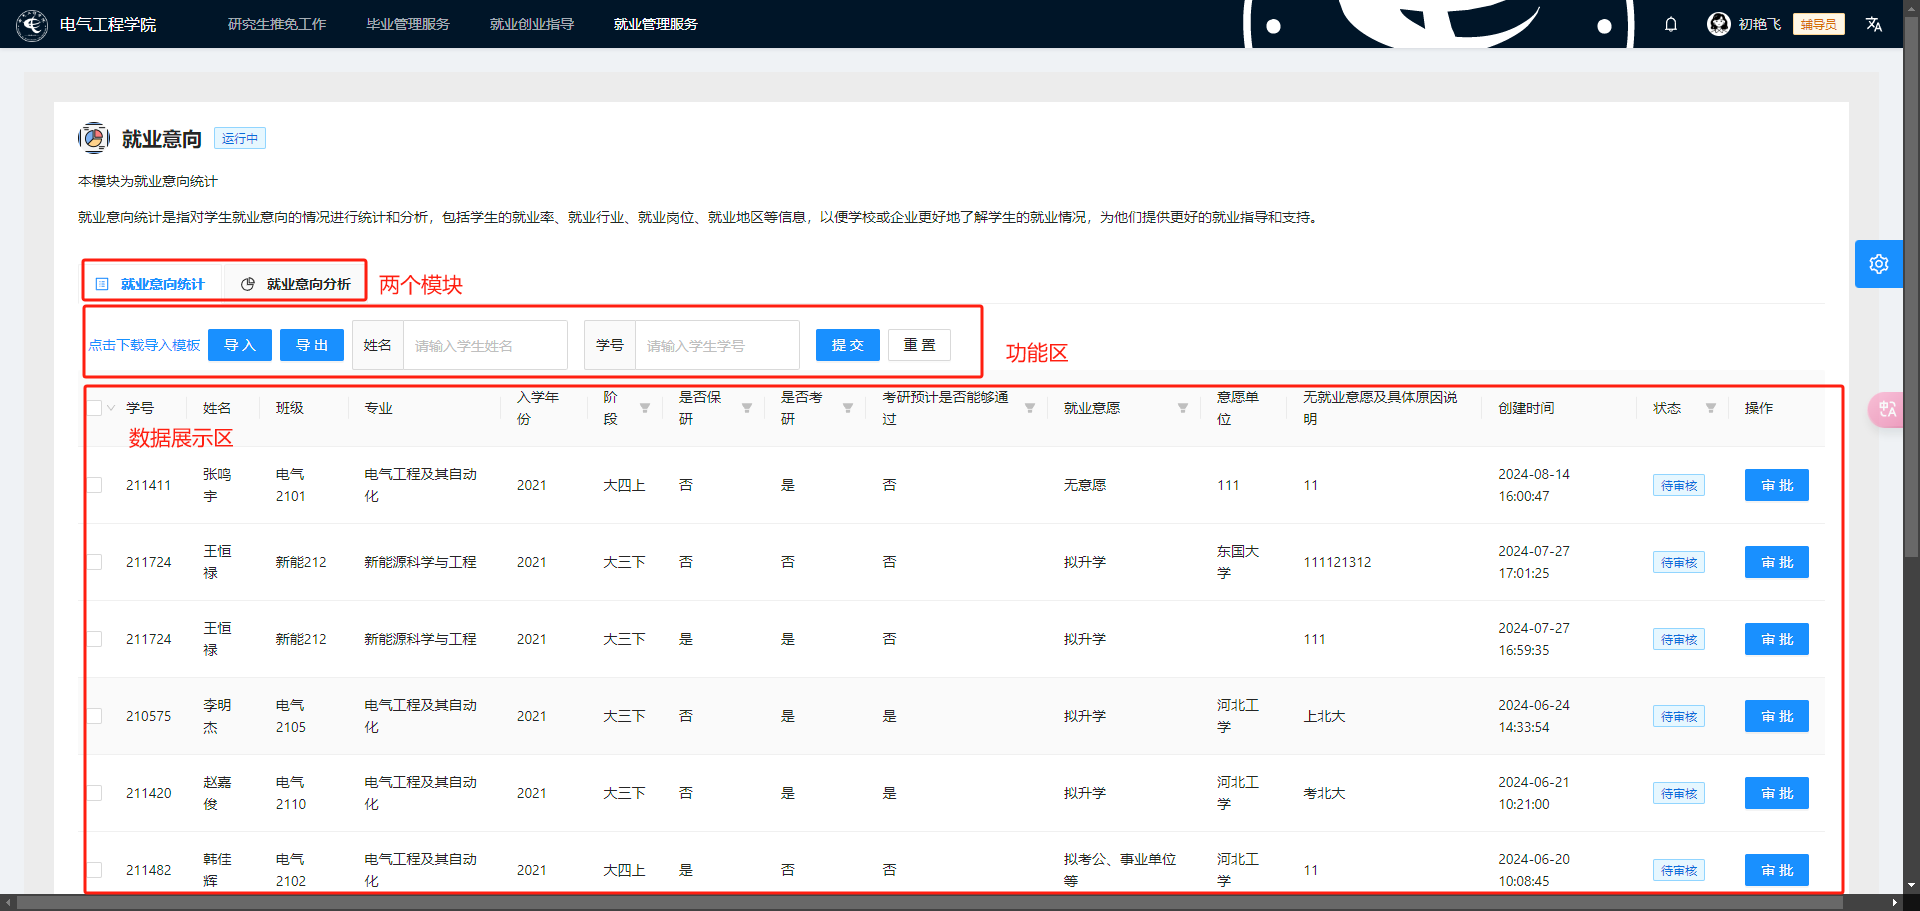 电气工程学院 研究生推免工作 毕业管理服务 就业创业指导 就业管理服务 初艳飞 辅导员
就业意向 运行中
本模块为就业意向统计
就业意向统计是指对学生就业意向的情况进行统计和分析，包括学生的就业率、就业行业、就业岗位、就业地区等信息，以便学校或企业更好地了解学生的就业情况，为他们提供更好的就业指导和支持。
就业意向统计 就业意向分析 两个模块
点击下载导入模板 导 入 导 出 姓名 请输入学生姓名 学号 请输入学生学号 提 交 重 置 功能区
学号 姓名 班级 专业 入学年份 阶段 是否保研 是否考研 考研预计是否能够通过 就业意愿 意愿单位 无就业意愿及具体原因说明 创建时间 状态 操作
数据展示区
211411 张鸣宇 电气2101 电气工程及其自动化 2021 大四上 否 是 否 无意愿 111 11 2024-08-14 16:00:47 待审核 审 批
211724 王恒禄 新能212 新能源科学与工程 2021 大三下 否 否 否 拟升学 东国大学 111121312 2024-07-27 17:01:25 待审核 审 批
211724 王恒禄 新能212 新能源科学与工程 2021 大三下 是 是 否 拟升学 111 2024-07-27 16:59:35 待审核 审 批
210575 李明杰 电气2105 电气工程及其自动化 2021 大三下 否 是 是 拟升学 河北工学 上北大 2024-06-24 14:33:54 待审核 审 批
211420 赵嘉俊 电气2110 电气工程及其自动化 2021 大三下 否 是 是 拟升学 河北工学 考北大 2024-06-21 10:21:00 待审核 审 批
211482 韩佳辉 电气2102 电气工程及其自动化 2021 大四上 是 否 否 拟考公、事业单位等 河北工学 11 2024-06-20 10:08:45 待审核 审 批